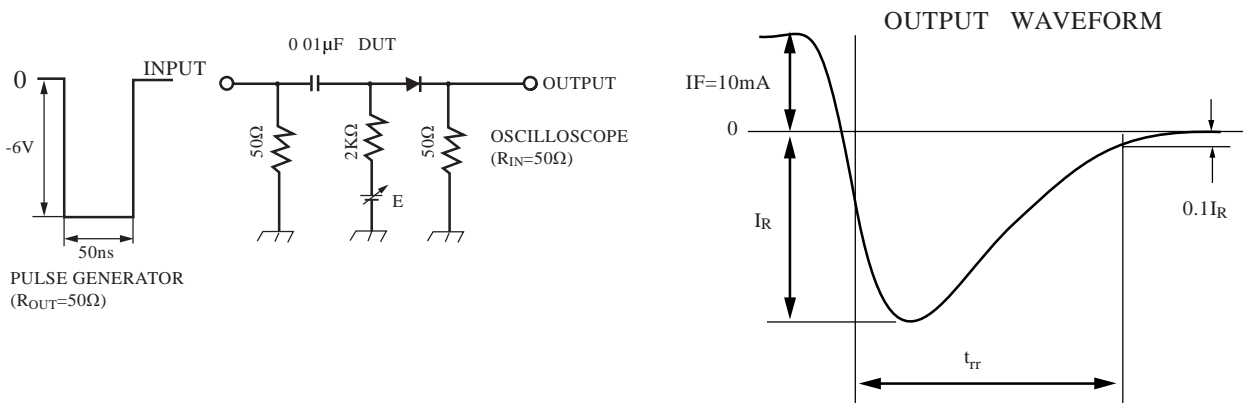 0 01μF DUT
0
INPUT
OUTPUT
-6V
50Ω
2KΩ
50Ω
OSCILLOSCOPE
(RIN=50Ω)
E
50ns
PULSE GENERATOR
(ROUT=50Ω)
OUTPUT WAVEFORM
IF=10mA
0
IR
0.1IR
trr